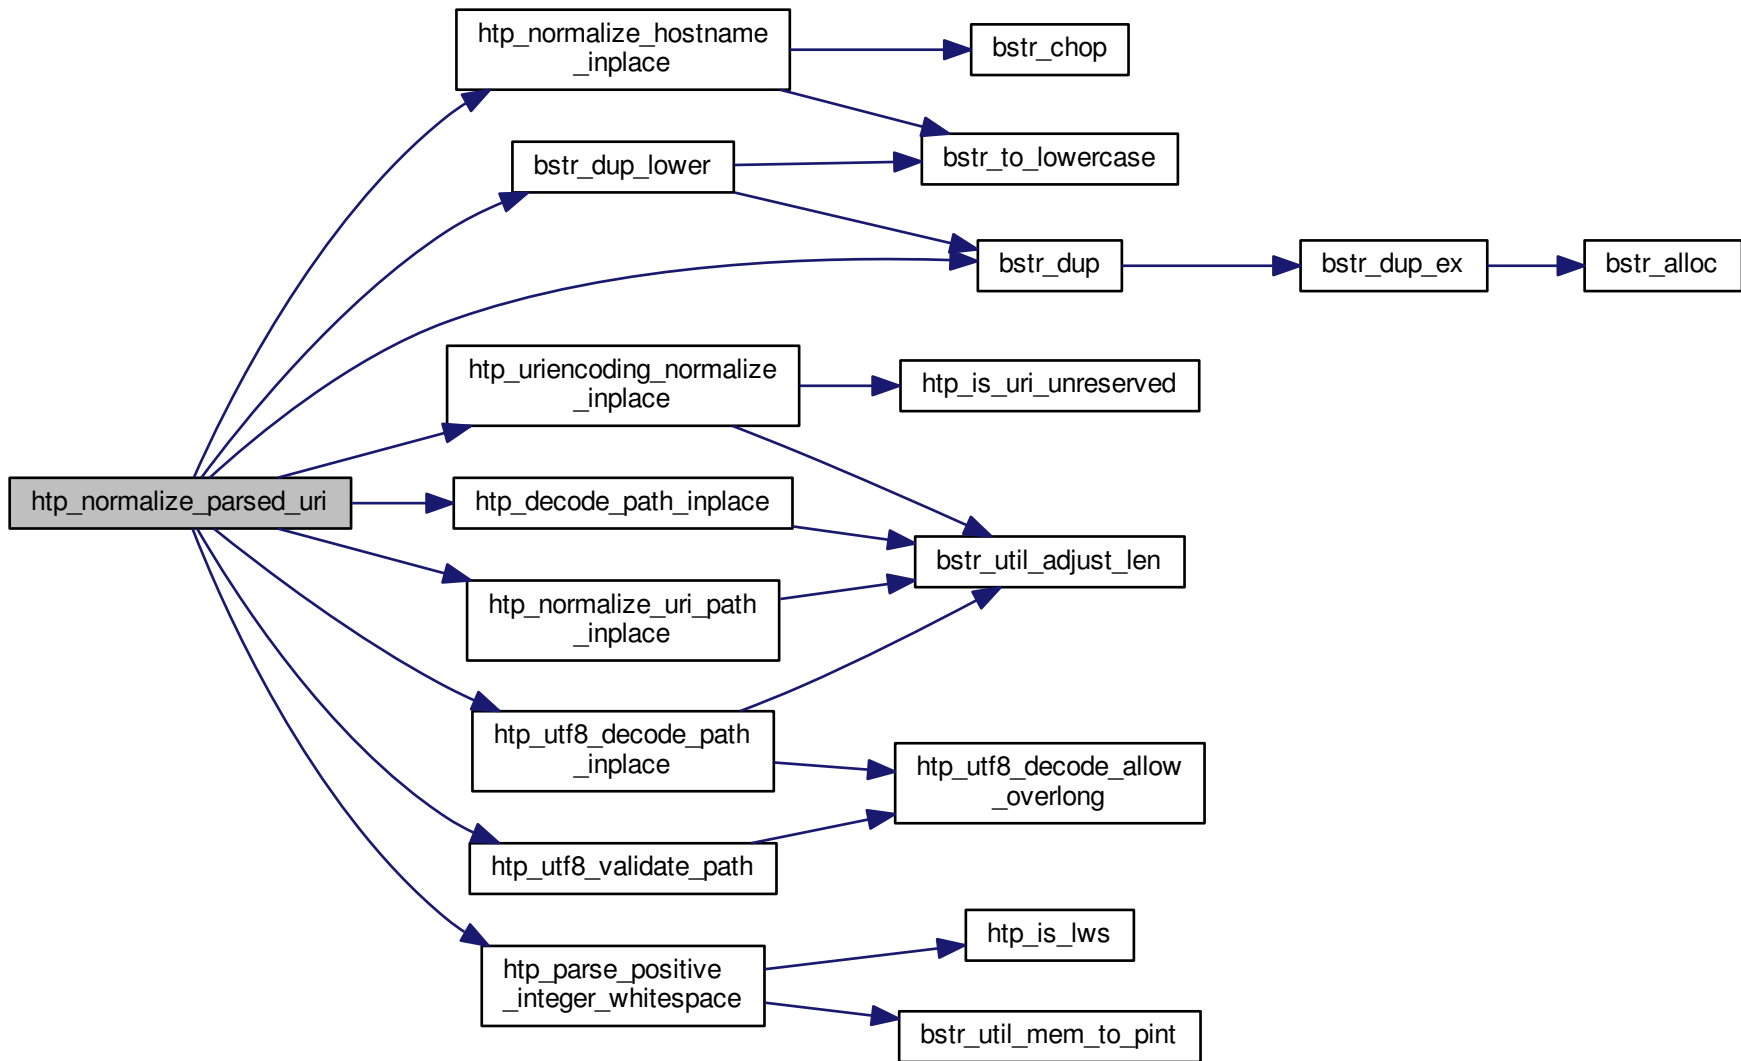 htp_normalize_hostname
_inplace
bstr_chop
bstr_dup_lower
bstr_to_lowercase
bstr_dup
bstr_dup_ex
bstr_alloc
htp_uriencoding_normalize
_inplace
htp_is_uri_unreserved
htp_normalize_parsed_uri
htp_decode_path_inplace
bstr_util_adjust_len
htp_normalize_uri_path
_inplace
htp_utf8_decode_path
_inplace
htp_utf8_decode_allow
_overlong
htp_utf8_validate_path
htp_is_lws
htp_parse_positive
_integer_whitespace
bstr_util_mem_to_pint